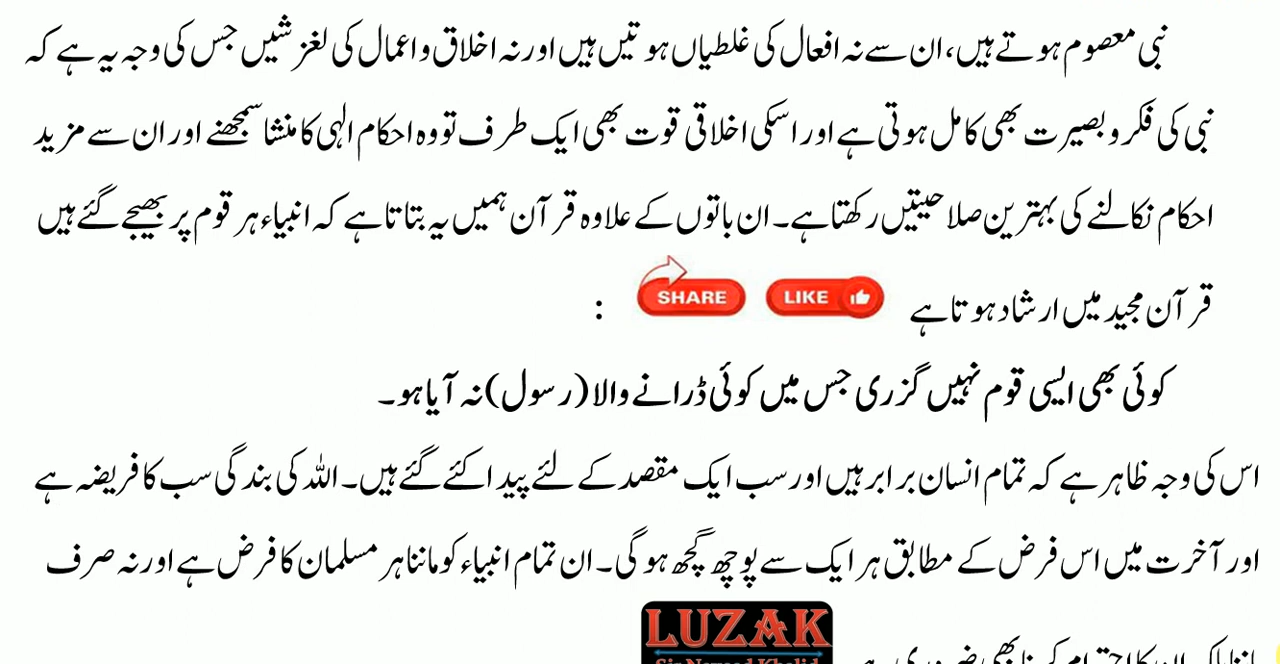 نبی معصوم ہوتے ہیں، ان سے نہ افعال کی غلطیاں ہوتیں ہیں اور نہ اخلاق و اعمال کی لغزشیں جس کی وجہ یہ ہے کہ
نبی کی فکر و بصیرت بھی کامل ہوتی ہے اور اسکی اخلاقی قوت بھی ایک طرف تو وہ احکام الہی کا منشا سمجھنے اور ان سے مزید
احکام نکالنے کی بہترین صلاحیتیں رکھتا ہے۔ ان باتوں کے علاوہ قرآن ہمیں یہ بتاتا ہے کہ انبیاء ہر قوم پر بھیجے گئے ہیں
قرآن مجید میں ارشاد ہوتا ہے :
LIKE
SHARE
کوئی بھی ایسی قوم نہیں گزری جس میں کوئی ڈرانے والا (رسول) نہ آیا ہو۔
اس کی وجہ ظاہر ہے کہ تمام انسان برابر ہیں اور سب ایک مقصد کے لئے پیدا کئے گئے ہیں۔ اللہ کی بندگی سب کا فریضہ ہے
اور آخرت میں اس فرض کے مطابق ہر ایک سے پوچھ گچھ ہوگی۔ ان تمام انبیاء کو ماننا ہر مسلمان کا فرض ہے اور نہ صرف
LUZAK